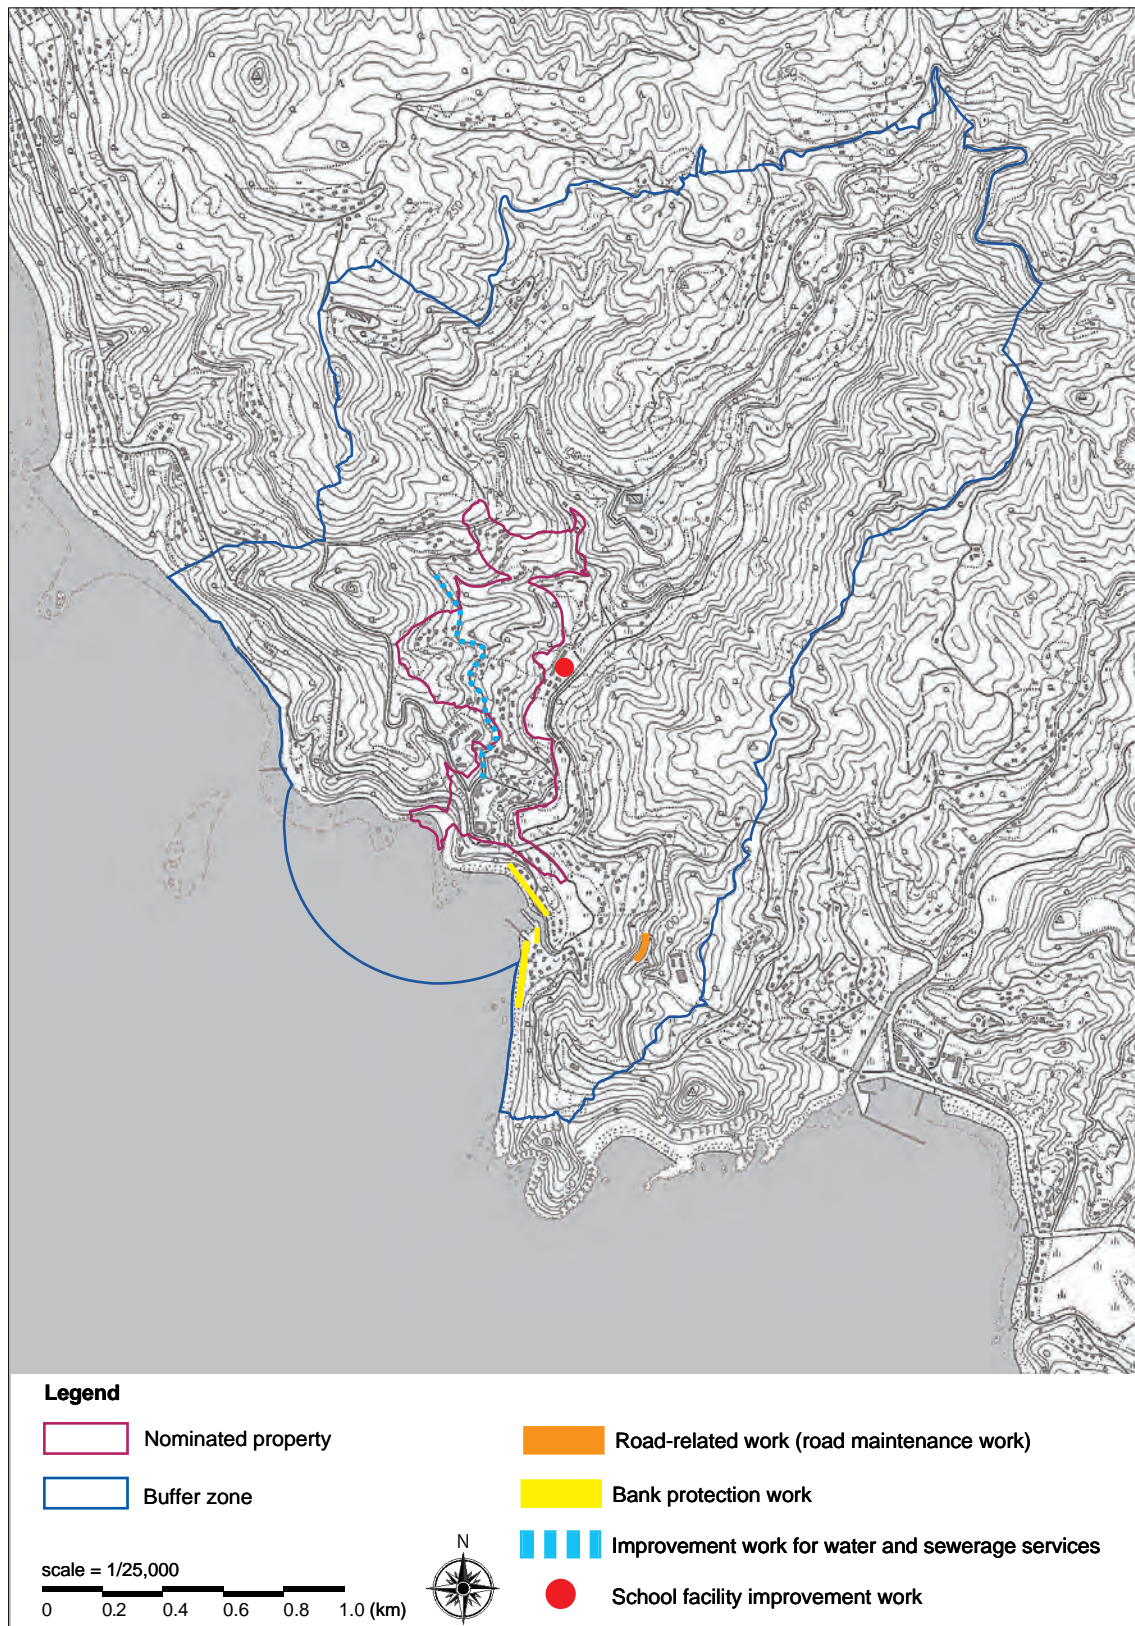 Legend
Nominated property
Buffer zone
scale = 1/25,000
0 0.2 0.4 0.6 0.8 1.0 (km)
N
Road-related work (road maintenance work)
Bank protection work
Improvement work for water and sewerage services
School facility improvement work